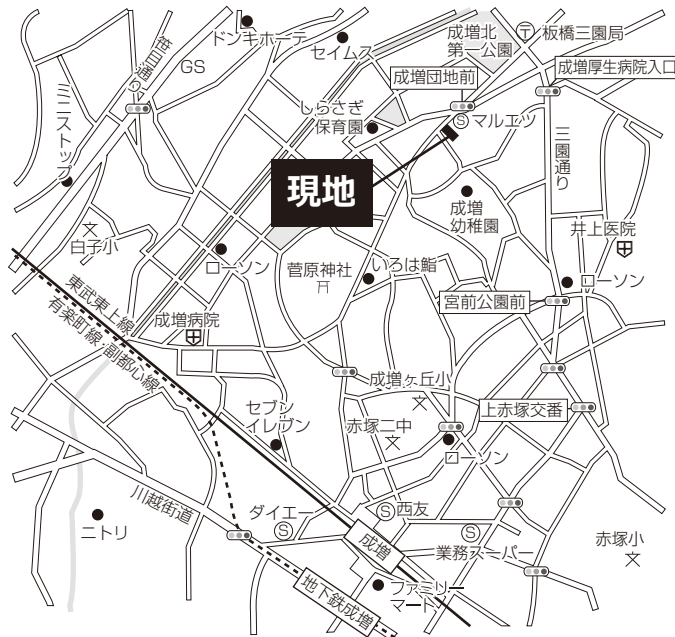 ドンキホーテ
セイムス
成増北
第一公園
〒
板橋三園局
笹目通り
GS
成増団地前
成増厚生病院入口
ミニストップ
しらさぎ
保育園
Ⓢマルエツ
三園通り
現地
成増
幼稚園
井上医院
白子小
ローソン
菅原神社
いろは鮨
ローソン
東武東上線
有楽町線・副都心線
成増病院
宮前公園前
成増ヶ丘小
セブン
イレブン
赤塚二中
上赤塚交番
ローソン
川越街道
ニトリ
ダイエー
Ⓢ
Ⓢ西友
成増
Ⓢ
業務スーパー
赤塚小
地下鉄成増
ファミリー
マート